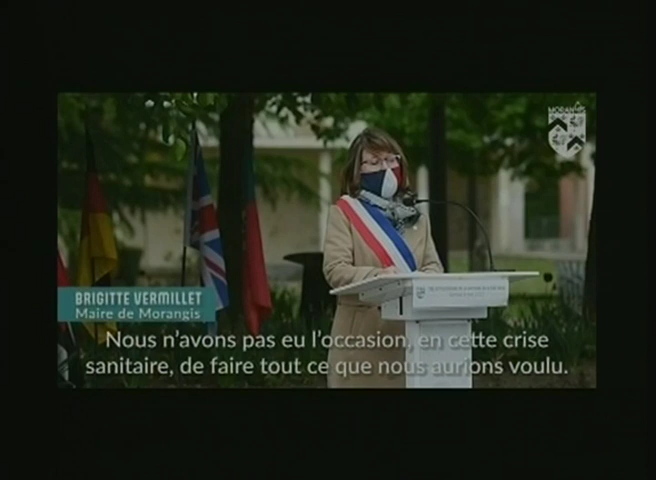 MORANGIS
BRIGITTE VERMILLET
Maire de Morangis
Nous n'avons pas eu l'occasion, en cette crise
sanitaire, de faire tout ce que nous aurions voulu.